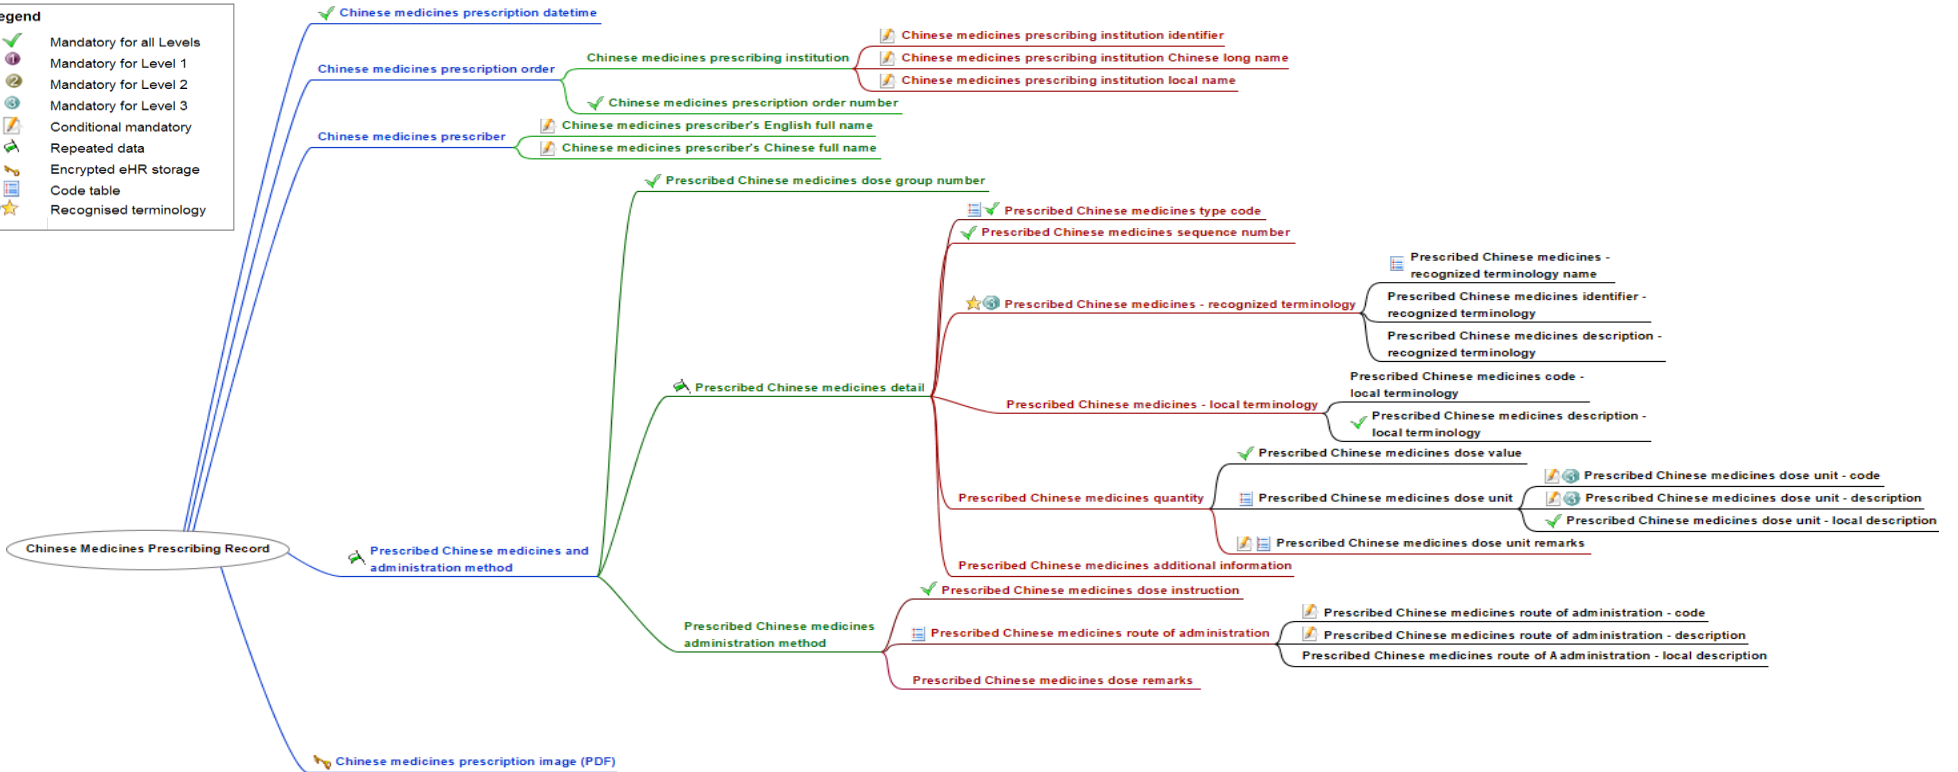 egend
Mandatory for all Levels
Mandatory for Level 1
Mandatory for Level 2
Mandatory for Level 3
Conditional mandatory
Repeated data
Encrypted eHR storage
Code table
Recognised terminology
Chinese Medicines Prescribing Record
Chinese medicines prescription datetime
Chinese medicines prescription order
Chinese medicines prescribing institution
Chinese medicines prescribing institution identifier
Chinese medicines prescribing institution Chinese long name
Chinese medicines prescribing institution local name
Chinese medicines prescription order number
Chinese medicines prescriber
Chinese medicines prescriber's English full name
Chinese medicines prescriber's Chinese full name
Prescribed Chinese medicines and
administration method
Prescribed Chinese medicines dose group number
Prescribed Chinese medicines detail
Prescribed Chinese medicines type code
Prescribed Chinese medicines sequence number
Prescribed Chinese medicines - recognized terminology
Prescribed Chinese medicines -
recognized terminology name
Prescribed Chinese medicines identifier -
recognized terminology
Prescribed Chinese medicines description -
recognized terminology
Prescribed Chinese medicines - local terminology
Prescribed Chinese medicines code -
local terminology
Prescribed Chinese medicines description -
local terminology
Prescribed Chinese medicines quantity
Prescribed Chinese medicines dose value
Prescribed Chinese medicines dose unit
Prescribed Chinese medicines dose unit - code
Prescribed Chinese medicines dose unit - description
Prescribed Chinese medicines dose unit - local description
Prescribed Chinese medicines dose unit remarks
Prescribed Chinese medicines additional information
Prescribed Chinese medicines
administration method
Prescribed Chinese medicines dose instruction
Prescribed Chinese medicines route of administration
Prescribed Chinese medicines route of administration - code
Prescribed Chinese medicines route of administration - description
Prescribed Chinese medicines route of Aadministration - local description
Prescribed Chinese medicines dose remarks
Chinese medicines prescription image (PDF)